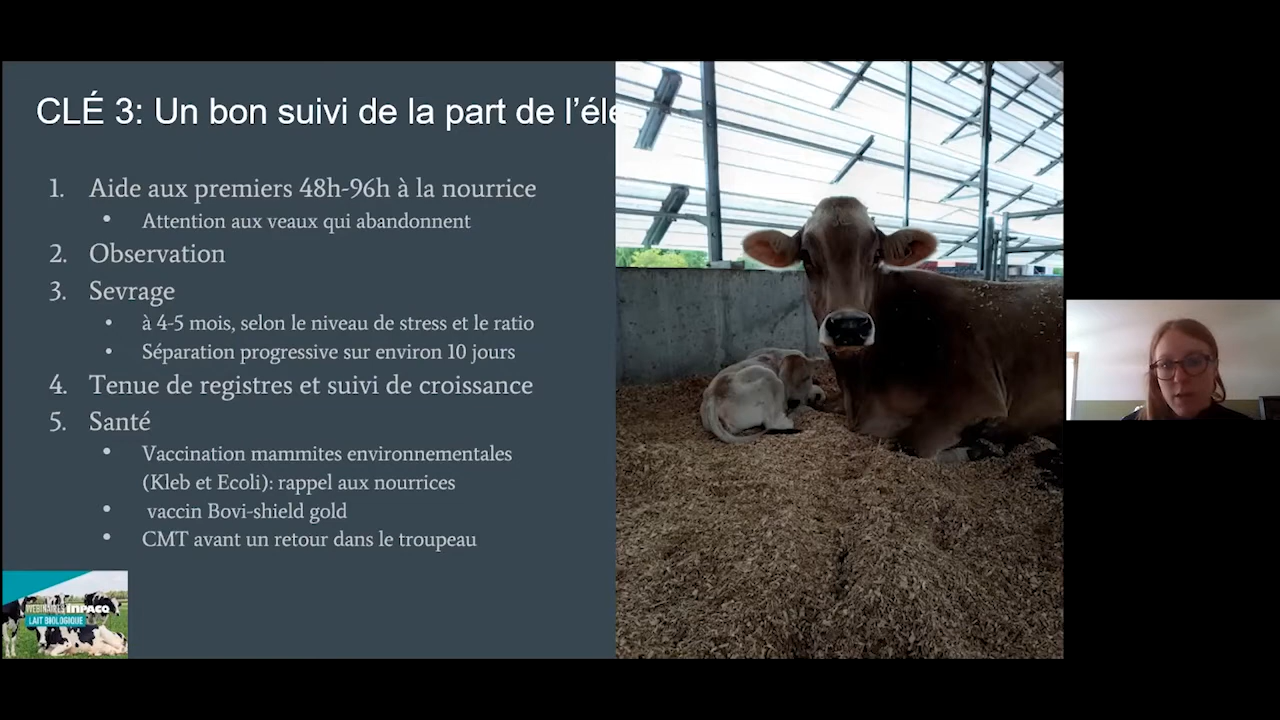 CLÉ 3: Un bon suivi de la part de l'éle
1. Aide aux premiers 48h-96h à la nourrice
• Attention aux veaux qui abandonnent
2. Observation
3. Sevrage
• à 4-5 mois, selon le niveau de stress et le ratio
• Séparation progressive sur environ 10 jours
4. Tenue de registres et suivi de croissance
5. Santé
• Vaccination mammites environnementales
(Kleb et Ecoli): rappel aux nourrices
• vaccin Bovi-shield gold
• CMT avant un retour dans le troupeau
WEBINAIRES INPACQ
LAIT BIOLOGIQUE